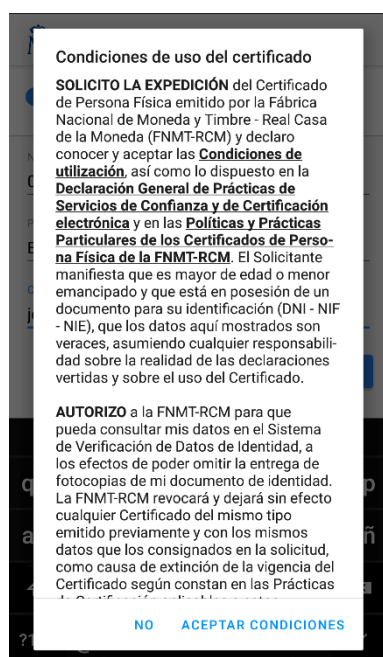 Condiciones de uso del certificado
SOLICITO LA EXPEDICIÓN del Certificado
de Persona Física emitido por la Fábrica
Nacional de Moneda y Timbre - Real Casa
de la Moneda (FNMT-RCM) y declaro
conocer y aceptar las Condiciones de
utilización, así como lo dispuesto en la
Declaración General de Prácticas de
Servicios de Confianza y de Certificación
electrónica y en las Políticas y Prácticas
Particulares de los Certificados de Perso-
na Física de la FNMT-RCM. El Solicitante
manifiesta que es mayor de edad o menor
emancipado y que está en posesión de un
documento para su identificación (DNI - NIF
- NIE), que los datos aquí mostrados son
veraces, asumiendo cualquier responsabili-
dad sobre la realidad de las declaraciones
vertidas y sobre el uso del Certificado.
AUTORIZO a la FNMT-RCM para que
pueda consultar mis datos en el Sistema
de Verificación de Datos de Identidad, a
los efectos de poder omitir la entrega de
fotocopias de mi documento de identidad.
La FNMT-RCM revocará y dejará sin efecto
cualquier Certificado del mismo tipo
emitido previamente y con los mismos
datos que los consignados en la solicitud,
como causa de extinción de la vigencia del
Certificado según constan en las Prácticas
NO ACEPTAR CONDICIONES